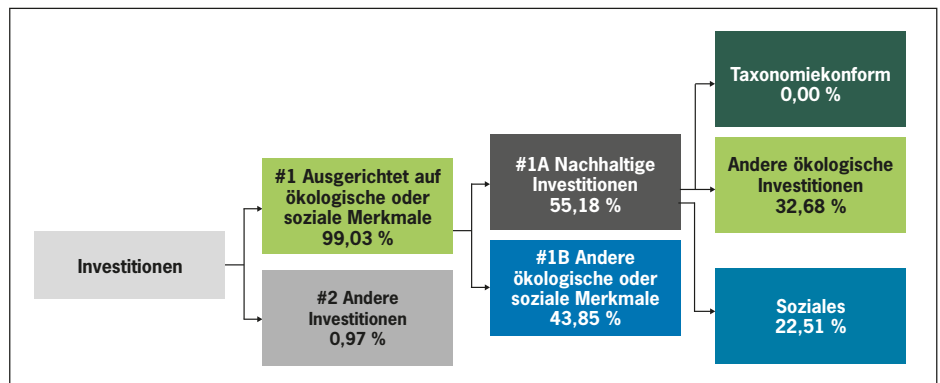 Investitionen
#1 Ausgerichtet auf
ökologische oder
soziale Merkmale
99,03 %
#2 Andere
Investitionen
0,97 %
#1A Nachhaltige
Investitionen
55,18 %
#1B Andere
ökologische oder
soziale Merkmale
43,85 %
Taxonomiekonform
0,00 %
Andere ökologische
Investitionen
32,68 %
Soziales
22,51 %